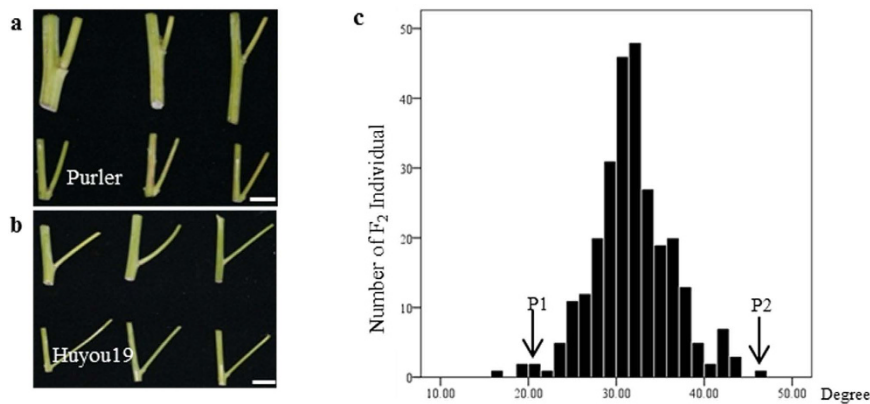 a
Purler
b
Huyou19
c
Number of F₂ Individual
50
40
30
20
10
0
P1
P2
10.00 20.00 30.00 40.00 50.00 Degree